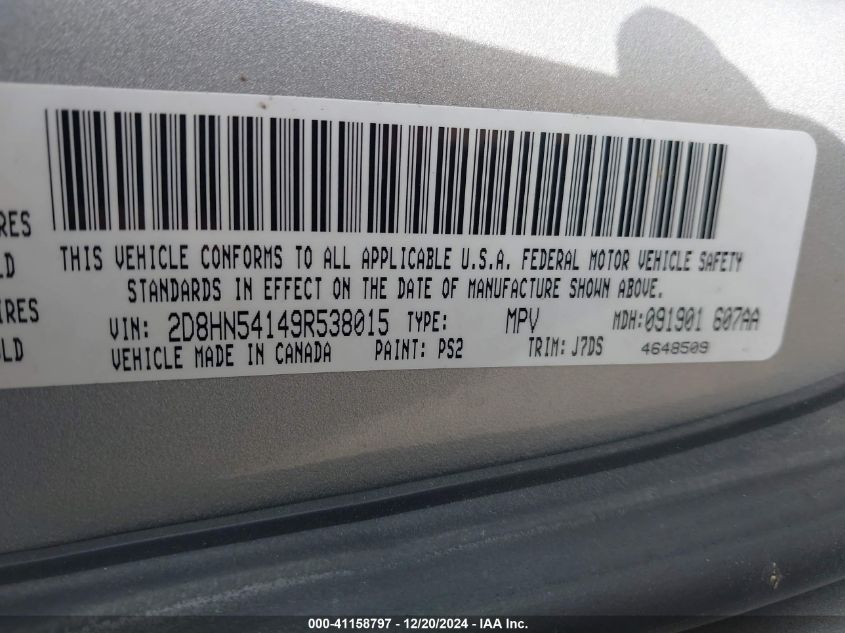 RES
LD
THIS VEHICLE CONFORMS TO ALL APPLICABLE U.S.A. FEDERAL MOTOR VEHICLE SAFETY
STANDARDS IN EFFECT ON THE DATE OF MANUFACTURE SHOWN ABOVE.
IRES
OLD
VIN: 2D8HN54149R538015 TYPE: MPV MDH:091901 607AA
VEHICLE MADE IN CANADA PAINT: PS2 TRIM: J7DS 4648509
000-41158797 - 12/20/2024 - IAA Inc.